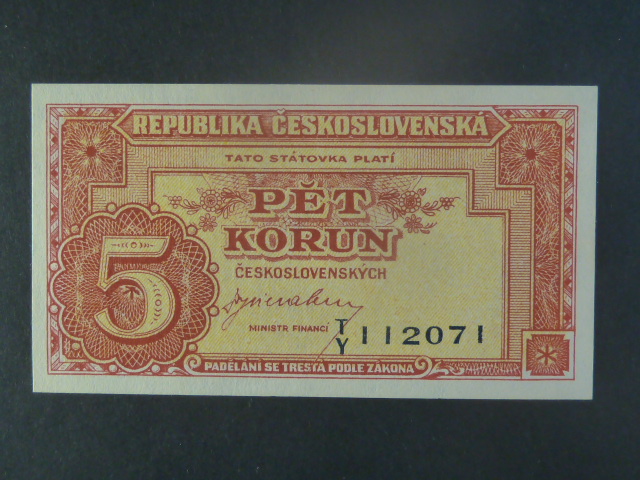 REPUBLIKA ČESKOSLOVENSKÁ
TATO STÁTOVKA PLATÍ
PĚT
KORUN
ČESKOSLOVENSKÝCH
5
MINISTR FINANCÍ
T/Y 112071
PADĚLÁNÍ SE TRESTÁ PODLE ZÁKONA